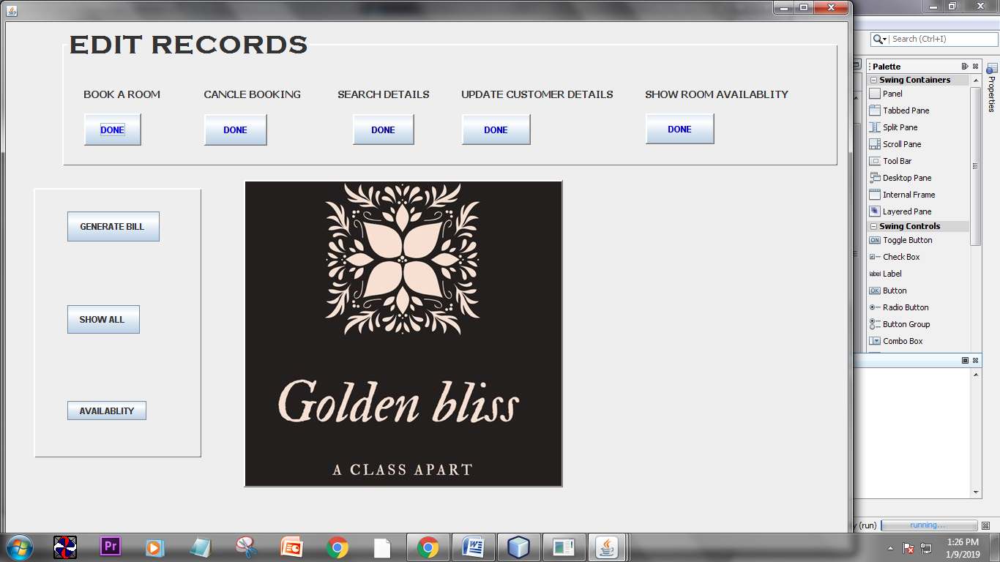 EDIT RECORDS
BOOK A ROOM CANCLE BOOKING SEARCH DETAILS UPDATE CUSTOMER DETAILS SHOW ROOM AVAILABLITY
DONE DONE DONE DONE DONE
GENERATE BILL
SHOW ALL
AVAILABLITY
Golden bliss
A CLASS APART
Search (Ctrl+I)
Palette
Properties
Swing Containers
Panel
Tabbed Pane
Split Pane
Scroll Pane
Tool Bar
Desktop Pane
Internal Frame
Layered Pane
Swing Controls
ON Toggle Button
Check Box
label Label
OK Button
Radio Button
Button Group
Combo Box
y (run) running...
Pr
1:26 PM
1/9/2019